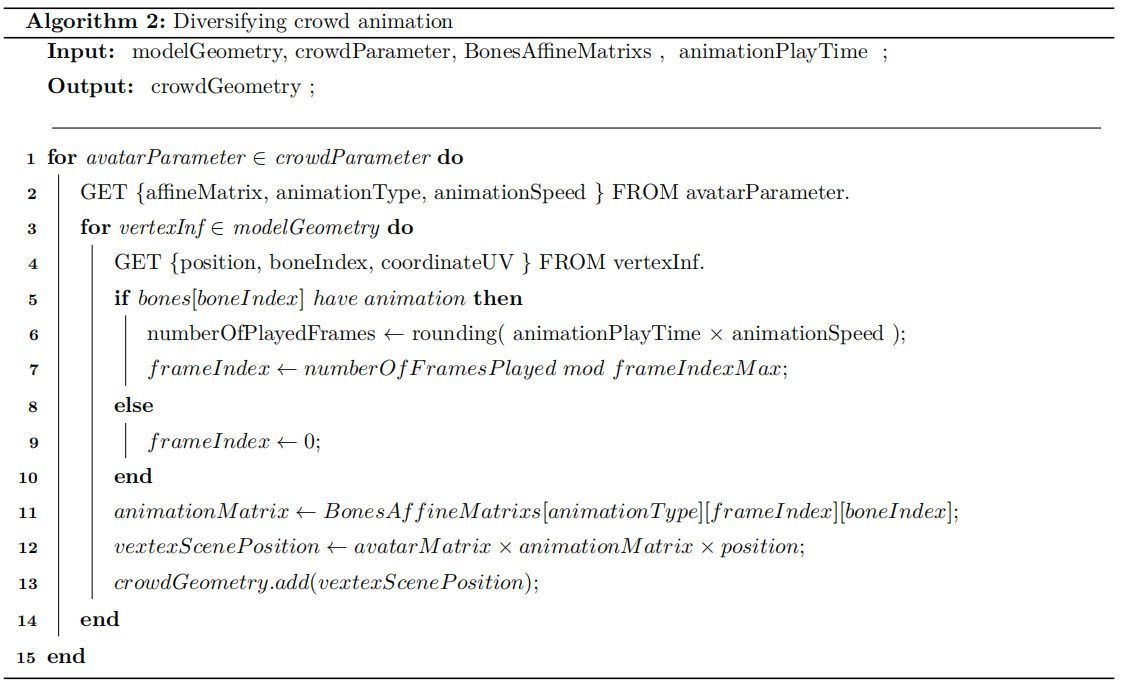 Algorithm 2: Diversifying crowd animation
Input: modelGeometry, crowdParameter, BonesAffineMatrixs , animationPlayTime ;
Output: crowdGeometry ;
1 for avatarParameter ∈ crowdParameter do
2 GET {affineMatrix, animationType, animationSpeed } FROM avatarParameter.
3 for vertexInf ∈ modelGeometry do
4 GET {position, boneIndex, coordinateUV } FROM vertexInf.
5 if bones[boneIndex] have animation then
6 numberOfPlayedFrames ← rounding( animationPlayTime × animationSpeed );
7 frameIndex ← numberOfFramesPlayed mod frameIndexMax;
8 else
9 frameIndex ← 0;
10 end
11 animationMatrix ← BonesAffineMatrixs[animationType][frameIndex][boneIndex];
12 vextexScenePosition ← avatarMatrix × animationMatrix × position;
13 crowdGeometry.add(vextexScenePosition);
14 end
15 end